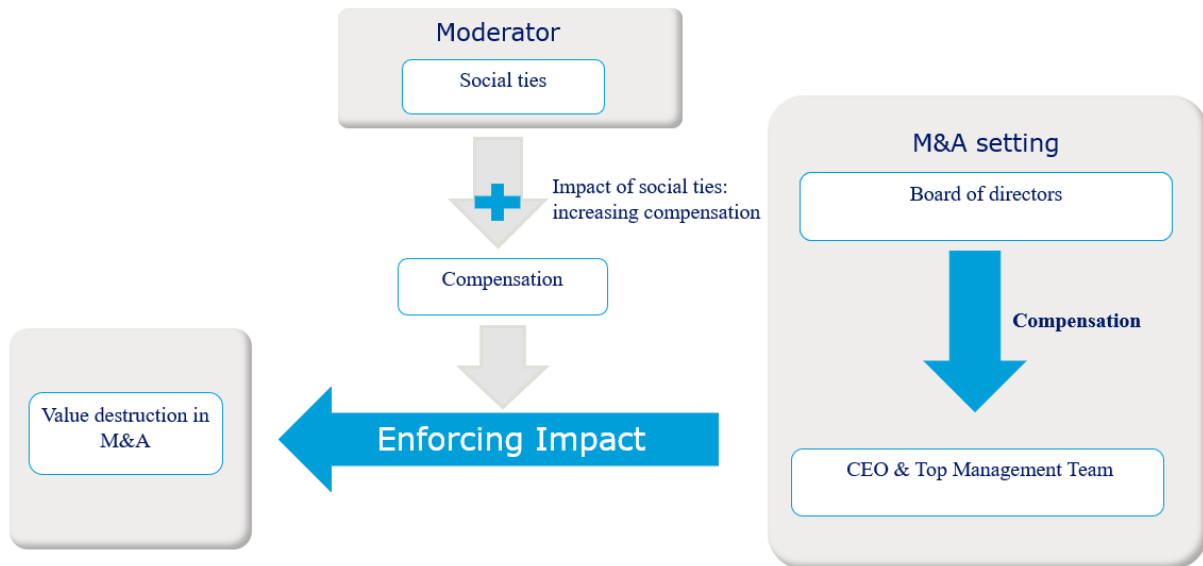 Moderator
Social ties
Impact of social ties:
increasing compensation
Compensation
M&A setting
Board of directors
Compensation
CEO & Top Management Team
Enforcing Impact
Value destruction in
M&A